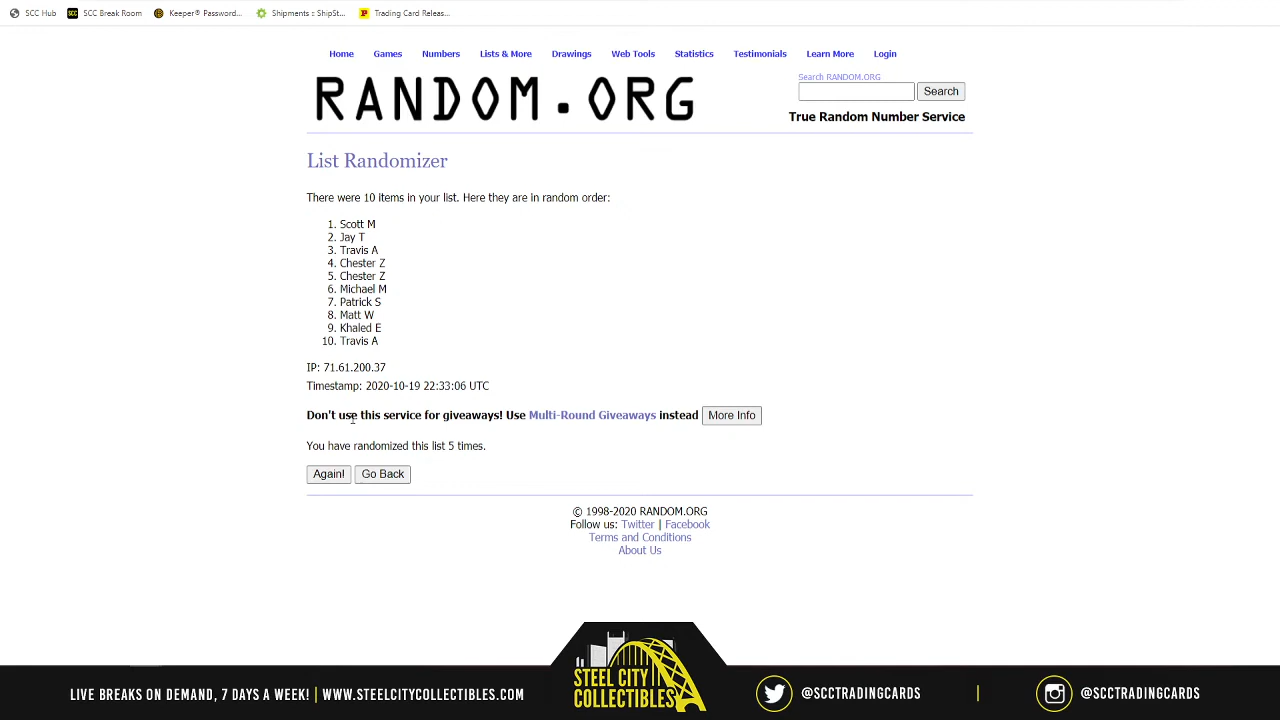 SCC Hub SCC Break Room Keeper® Password... Shipments :: ShipSt... Trading Card Releas...
Home Games Numbers Lists & More Drawings Web Tools Statistics Testimonials Learn More Login
RANDOM.ORG
Search RANDOM.ORG
Search
True Random Number Service
List Randomizer
There were 10 items in your list. Here they are in random order:
1. Scott M
2. Jay T
3. Travis A
4. Chester Z
5. Chester Z
6. Michael M
7. Patrick S
8. Matt W
9. Khaled E
10. Travis A
IP: 71.61.200.37
Timestamp: 2020-10-19 22:33:06 UTC
Don't use this service for giveaways! Use Multi-Round Giveaways instead More Info
You have randomized this list 5 times.
Again! Go Back
© 1998-2020 RANDOM.ORG
Follow us: Twitter | Facebook
Terms and Conditions
About Us
LIVE BREAKS ON DEMAND, 7 DAYS A WEEK! | WWW.STEELCITYCOLLECTIBLES.COM
STEEL CITY
COLLECTIBLES
@SCCTRADINGCARDS | @SCCTRADINGCARDS